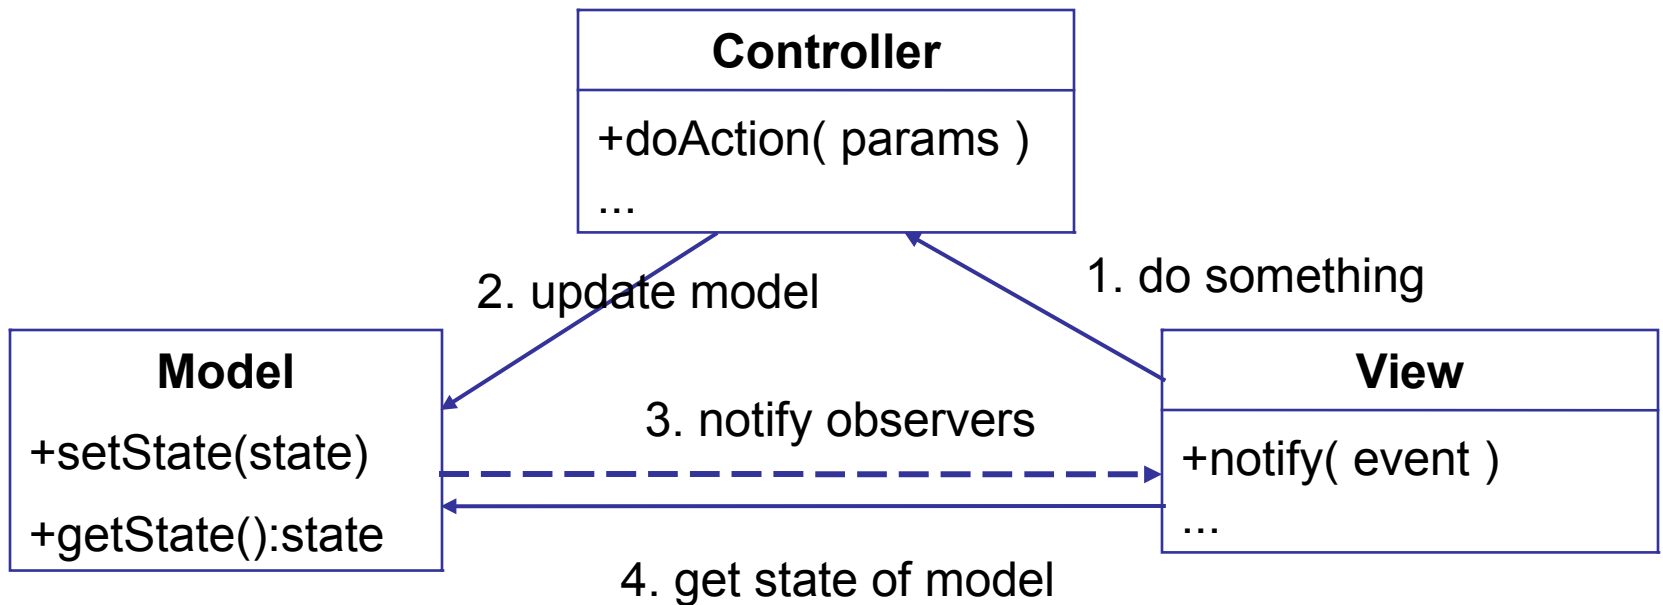 Controller
+doAction( params )
...
2. update model
1. do something
Model
+setState(state)
+getState():state
3. notify observers
View
+notify( event )
...
4. get state of model